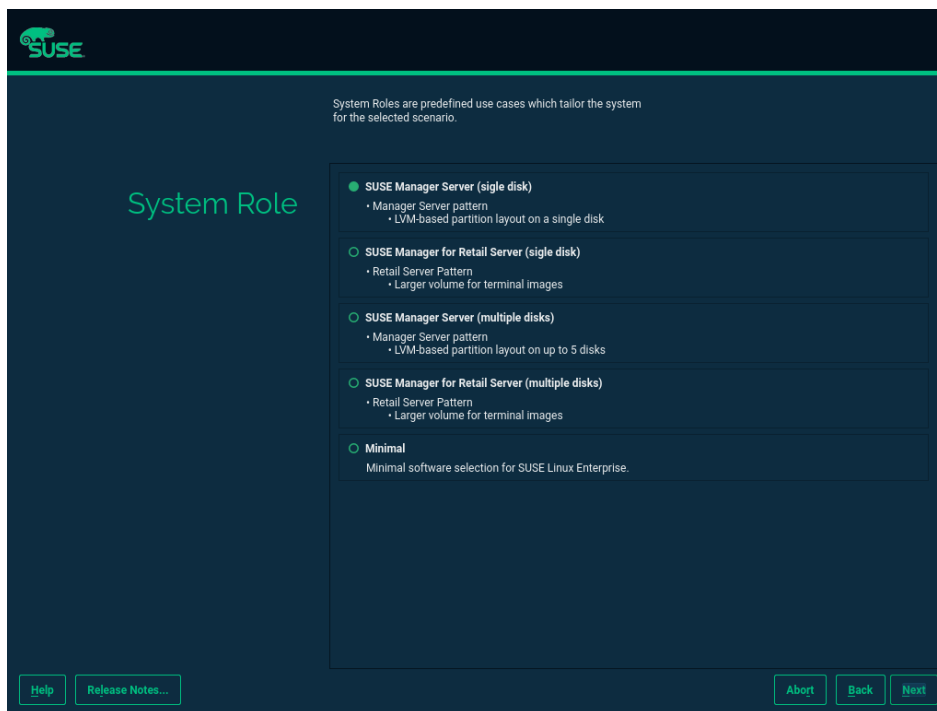 SUSE
System Roles are predefined use cases which tailor the system
for the selected scenario.
System Role
SUSE Manager Server (sigle disk)
• Manager Server pattern
• LVM-based partition layout on a single disk
SUSE Manager for Retail Server (sigle disk)
• Retail Server Pattern
• Larger volume for terminal images
SUSE Manager Server (multiple disks)
• Manager Server pattern
• LVM-based partition layout on up to 5 disks
SUSE Manager for Retail Server (multiple disks)
• Retail Server Pattern
• Larger volume for terminal images
Minimal
Minimal software selection for SUSE Linux Enterprise.
Help Release Notes... Abort Back Next